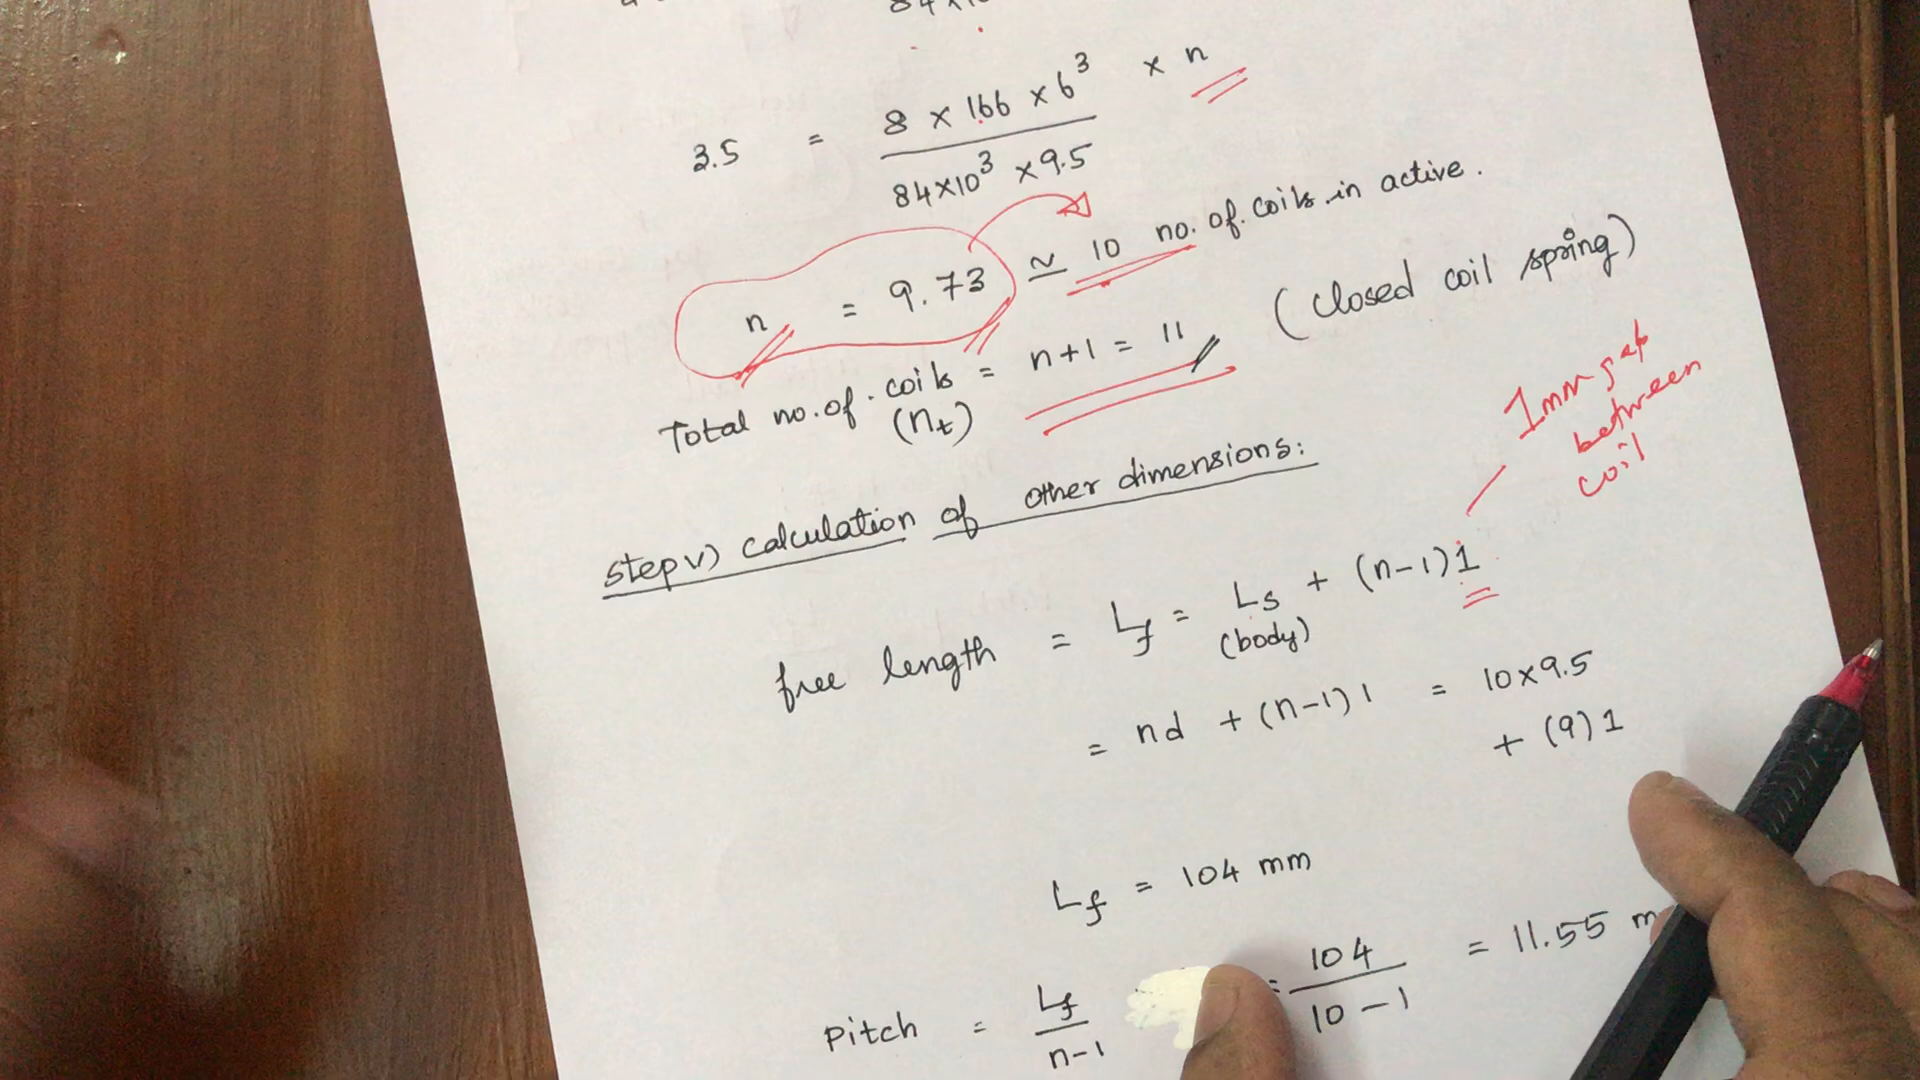 3.5 = 8 × 166 × 6³ / 84×10³ × 9.5 × n
n = 9.73 ≃ 10 no. of. coils in active.
Total no. of. coils = n+1 = 11 (closed coil spring)
(nt)
1mm gap
between
coil
step v) calculation of other dimensions:
free length = Lf = Ls + (n-1)1
(body)
= nd + (n-1)1 = 10×9.5
+ (9)1
Lf = 104 mm
Pitch = Lf / n-1 = 104 / 10-1 = 11.55 m